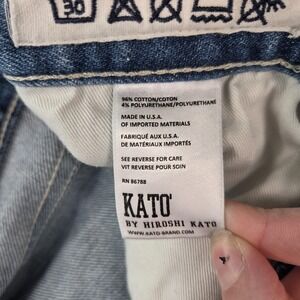 30
96% COTTON/COTON
4% POLYURETHANE/POLYURÉTHANE
MADE IN U.S.A.
OF IMPORTED MATERIALS
FABRIQUÉ AUX U.S.A.
DE MATÉRIAUX IMPORTÉS
SEE REVERSE FOR CARE
VIT REVERSE POUR SOIN
RN 86788
KATO'
BY HIROSHI KATO
WWW.KATO-BRAND.COM